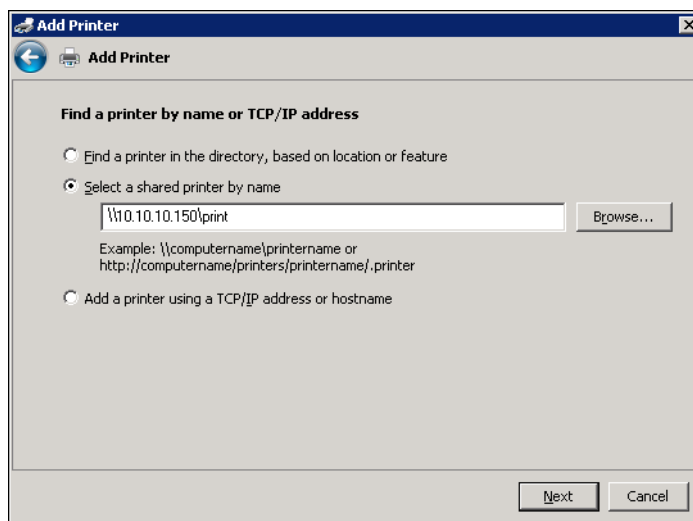 Add Printer
Add Printer
Find a printer by name or TCP/IP address
Find a printer in the directory, based on location or feature
Select a shared printer by name
\\10.10.10.150\print
Browse...
Example: \\computername\printername or
http://computername/printers/printername/.printer
Add a printer using a TCP/IP address or hostname
Next
Cancel